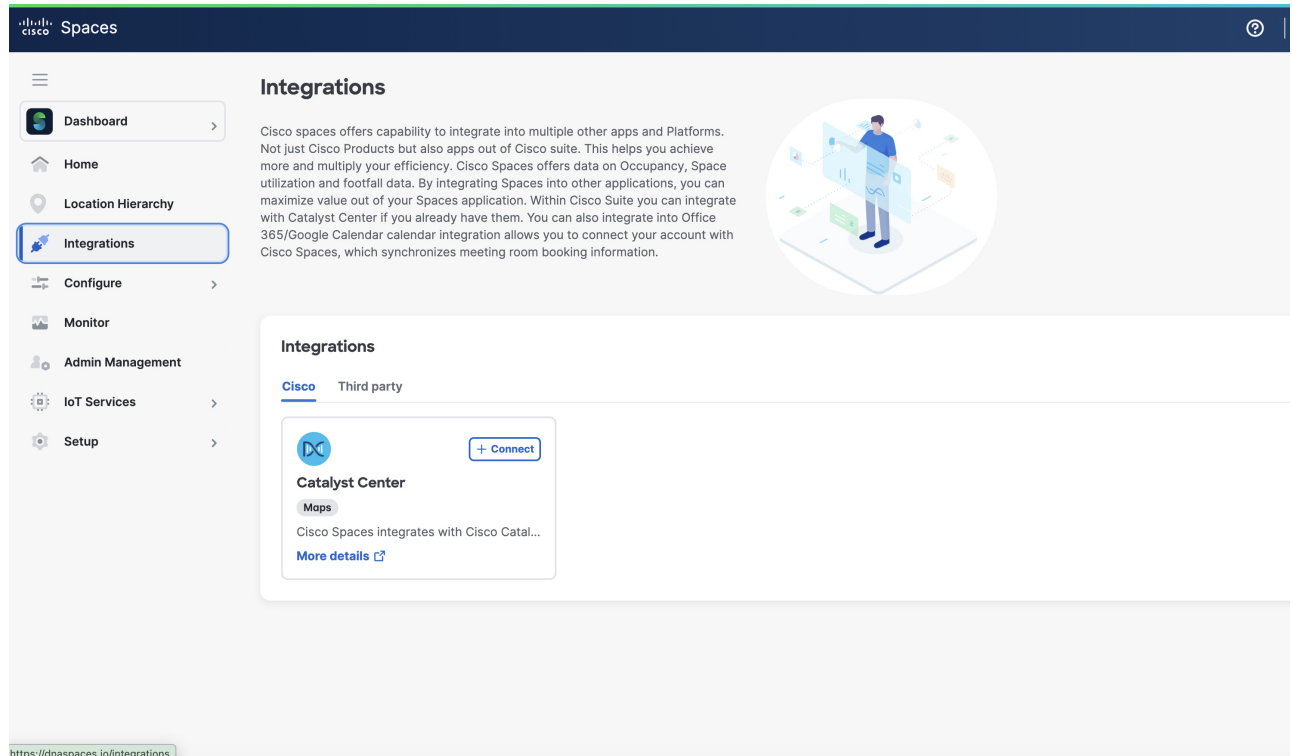 cisco Spaces
Dashboard
Home
Location Hierarchy
Integrations
Configure
Monitor
Admin Management
IoT Services
Setup
Integrations
Cisco spaces offers capability to integrate into multiple other apps and Platforms.
Not just Cisco Products but also apps out of Cisco suite. This helps you achieve
more and multiply your efficiency. Cisco Spaces offers data on Occupancy, Space
utilization and footfall data. By integrating Spaces into other applications, you can
maximize value out of your Spaces application. Within Cisco Suite you can integrate
with Catalyst Center if you already have them. You can also integrate into Office
365/Google Calendar calendar integration allows you to connect your account with
Cisco Spaces, which synchronizes meeting room booking information.
Integrations
Cisco Third party
+ Connect
Catalyst Center
Maps
Cisco Spaces integrates with Cisco Catal...
More details
https://dnaspaces.io/integrations